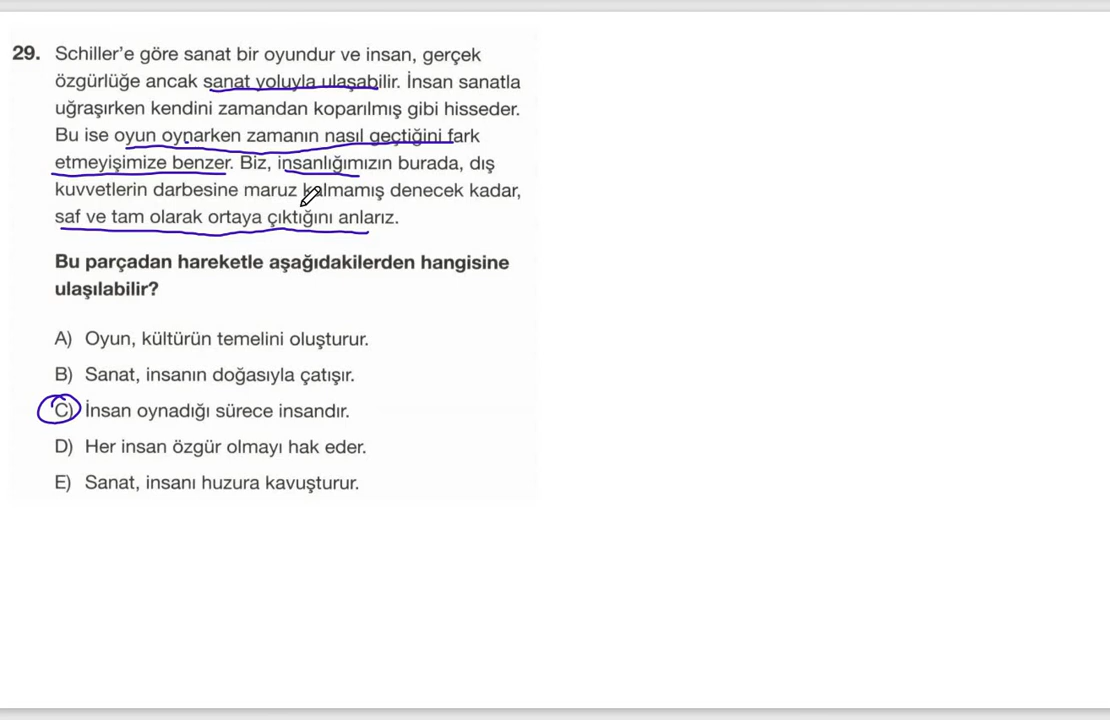 29. Schiller’e göre sanat bir oyundur ve insan, gerçek
özgürlüğe ancak sanat yoluyla ulaşabilir. İnsan sanatla
uğraşırken kendini zamandan koparılmış gibi hisseder.
Bu ise oyun oynarken zamanın nasıl geçtiğini fark
etmeyişimize benzer. Biz, insanlığımızın burada, dış
kuvvetlerin darbesine maruz kalmamış denecek kadar,
saf ve tam olarak ortaya çıktığını anlarız.
Bu parçadan hareketle aşağıdakilerden hangisine
ulaşılabilir?
A) Oyun, kültürün temelini oluşturur.
B) Sanat, insanın doğasıyla çatışır.
C) İnsan oynadığı sürece insandır.
D) Her insan özgür olmayı hak eder.
E) Sanat, insanı huzura kavuşturur.